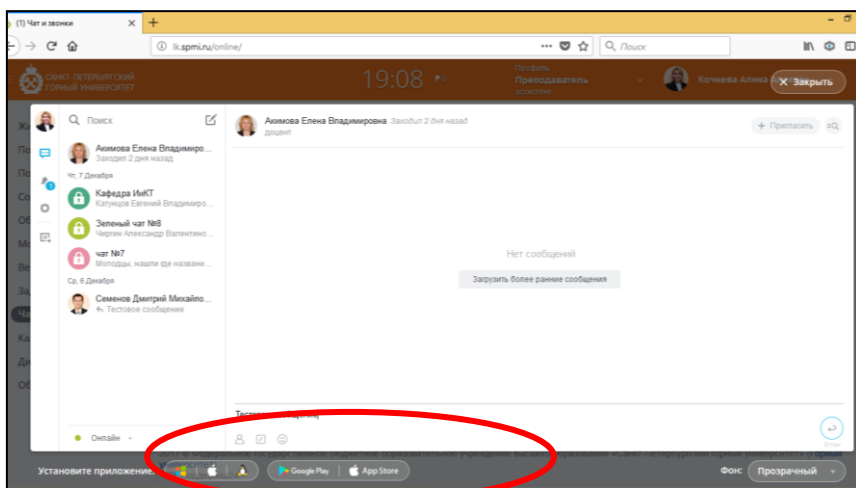 (1) Чат и звонки
lk.spmi.ru/online/
Поиск
САНКТ-ПЕТЕРБУРГСКИЙ
ГОРНЫЙ УНИВЕРСИТЕТ
19:08
Профиль
Преподаватель
ассистент
Кочнева Алина
Закрыть
Поиск
Акимова Елена Владимиро...
Заходил 2 дня назад
Чт, 7 Декабря
Кафедра ИиКТ
Катунцов Евгений Владимиро...
Зеленый чат №8
Чиргин Александр Валентино...
чат №7
Молодцы, нашли где названи...
Ср, 6 Декабря
Семенов Дмитрий Михайло...
Тестовое сообщение
Онлайн
Акимова Елена Владимировна Заходил 2 дня назад
доцент
+ Пригласить
Нет сообщений
Загрузить более ранние сообщения
Enter
Установите приложение:
Google Play
App Store
Фон:
Прозрачный